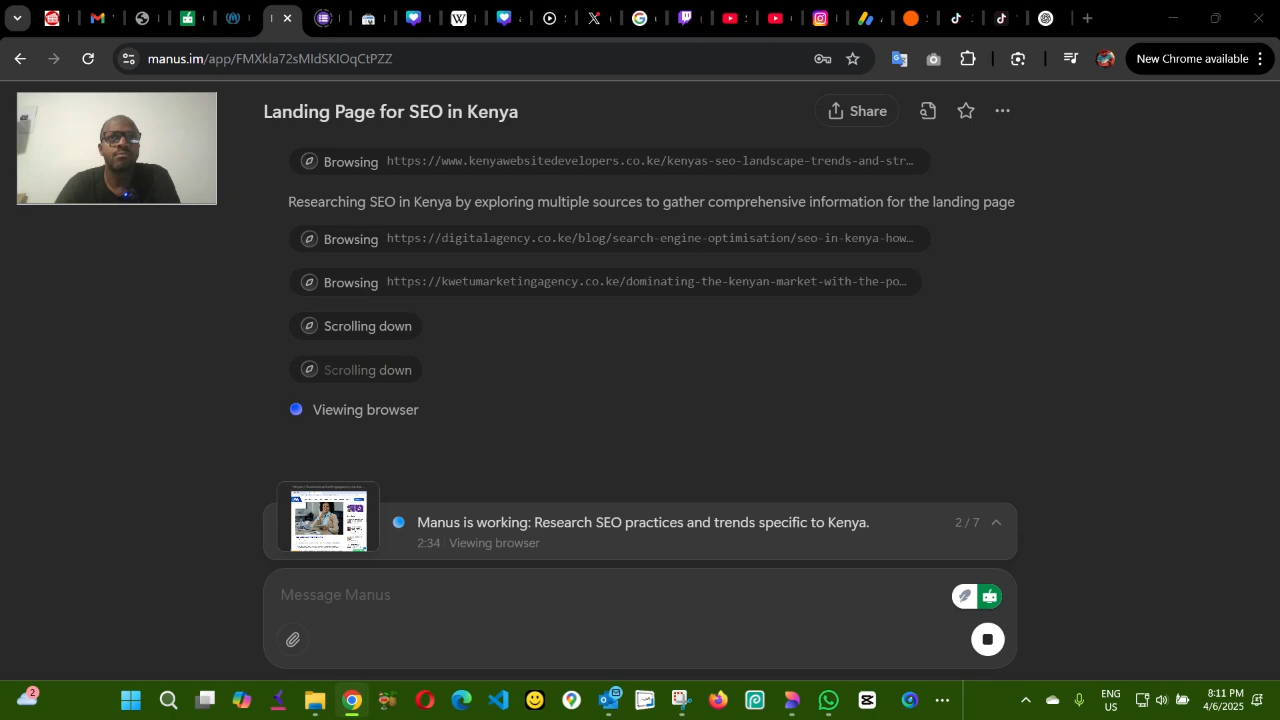 manus.im/app/FMXkla72sMIdSKIOqCtPZZ
New Chrome available
Landing Page for SEO in Kenya
Share
Browsing https://www.kenyawebsitedevelopers.co.ke/kenyas-seo-landscape-trends-and-str…
Researching SEO in Kenya by exploring multiple sources to gather comprehensive information for the landing page
Browsing https://digitalagency.co.ke/blog/search-engine-optimisation/seo-in-kenya-how…
Browsing https://kwetumarketingagency.co.ke/dominating-the-kenyan-market-with-the-po…
Scrolling down
Scrolling down
Viewing browser
Manus is working: Research SEO practices and trends specific to Kenya.
2 / 7
2:34 Viewing browser
Message Manus
2
ENG
US
8:11 PM
4/6/2025